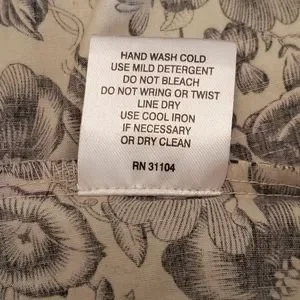 HAND WASH COLD
USE MILD DETERGENT
DO NOT BLEACH
DO NOT WRING OR TWIST
LINE DRY
USE COOL IRON
IF NECESSARY
OR DRY CLEAN
RN 31104